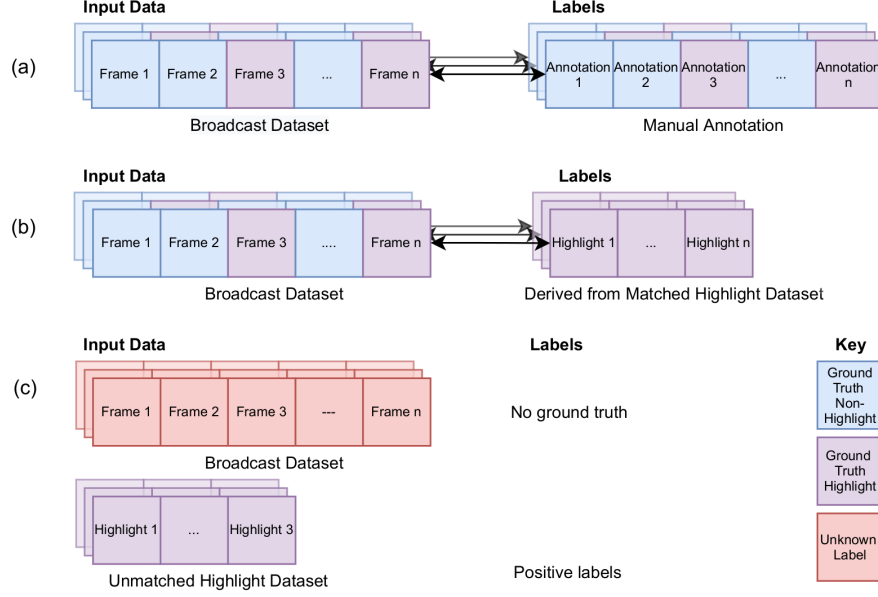 Input Data
Labels
(a)
Frame 1
Frame 2
Frame 3
...
Frame n
Annotation
1
Annotation
2
Annotation
3
...
Annotation
n
Broadcast Dataset
Manual Annotation
Input Data
Labels
(b)
Frame 1
Frame 2
Frame 3
....
Frame n
Highlight 1
...
Highlight n
Broadcast Dataset
Derived from Matched Highlight Dataset
Input Data
Labels
Key
(c)
Frame 1
Frame 2
Frame 3
---
Frame n
No ground truth
Broadcast Dataset
Ground
Truth
Non-
Highlight
Ground
Truth
Highlight
Unknown
Label
Highlight 1
...
Highlight 3
Unmatched Highlight Dataset
Positive labels